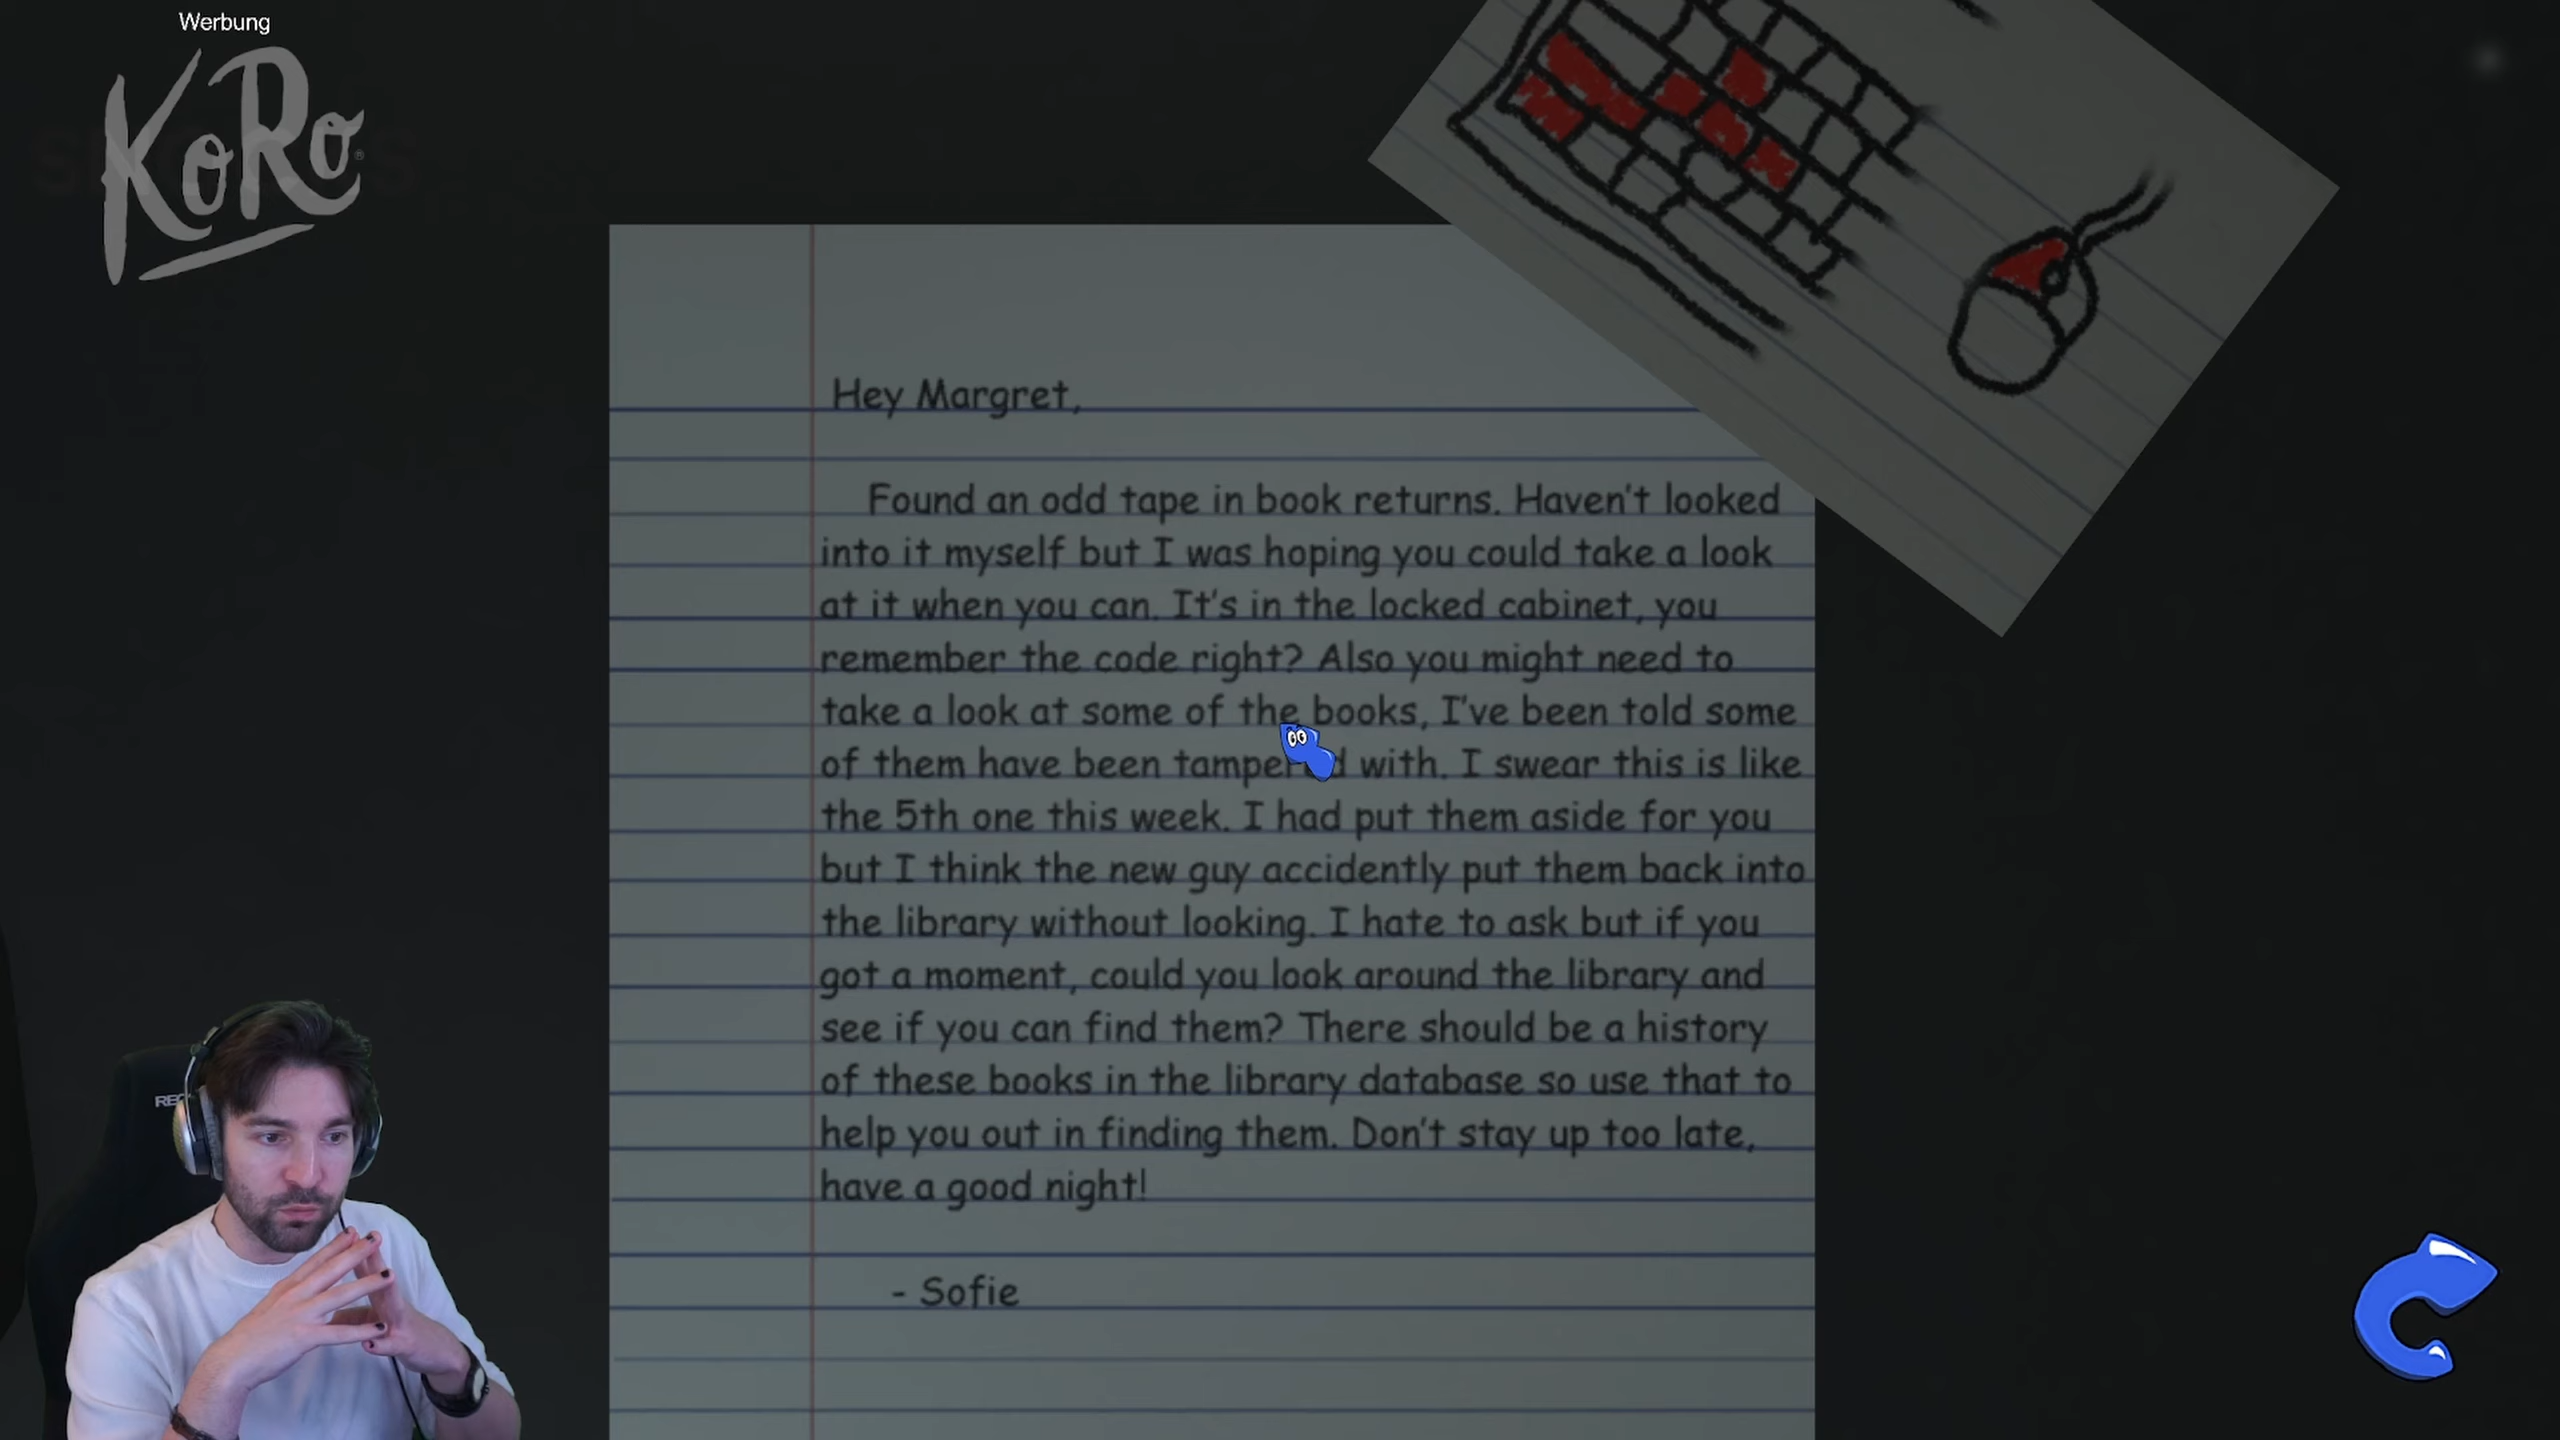 Werbung
KoRo
Hey Margret,
Found an odd tape in book returns. Haven't looked
into it myself but I was hoping you could take a look
at it when you can. It's in the locked cabinet, you
remember the code right? Also you might need to
take a look at some of the books, I've been told some
of them have been tampered with. I swear this is like
the 5th one this week. I had put them aside for you
but I think the new guy accidently put them back into
the library without looking. I hate to ask but if you
got a moment, could you look around the library and
see if you can find them? There should be a history
of these books in the library database so use that to
help you out in finding them. Don't stay up too late,
have a good night!
- Sofie